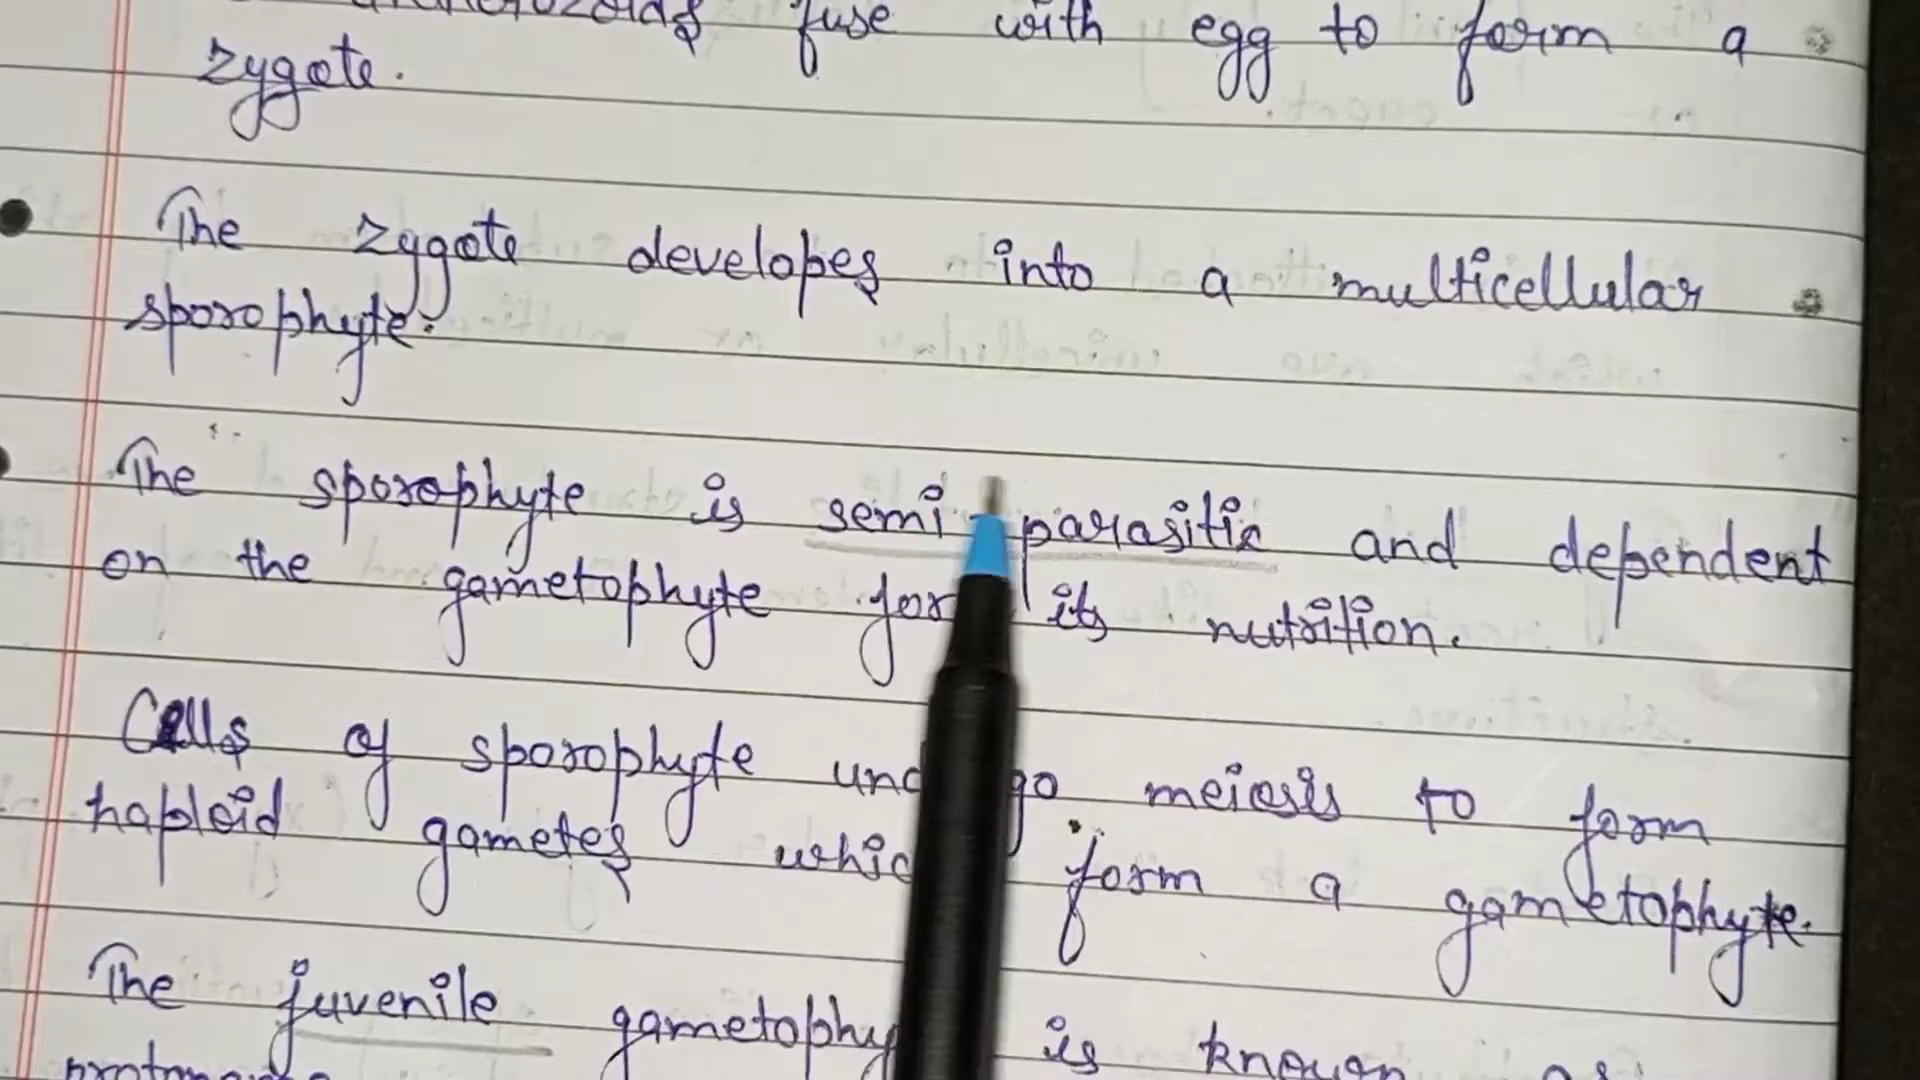 fuse with egg to form a
zygote.
The zygote developes into a multicellular
sporophyte.
The sporophyte is semi-parasitic and dependent
on the gametophyte for its nutrition.
Cells of sporophyte undergo meiosis to form
haploid gametes which form a gametophyte.
The juvenile gametophyte is known as